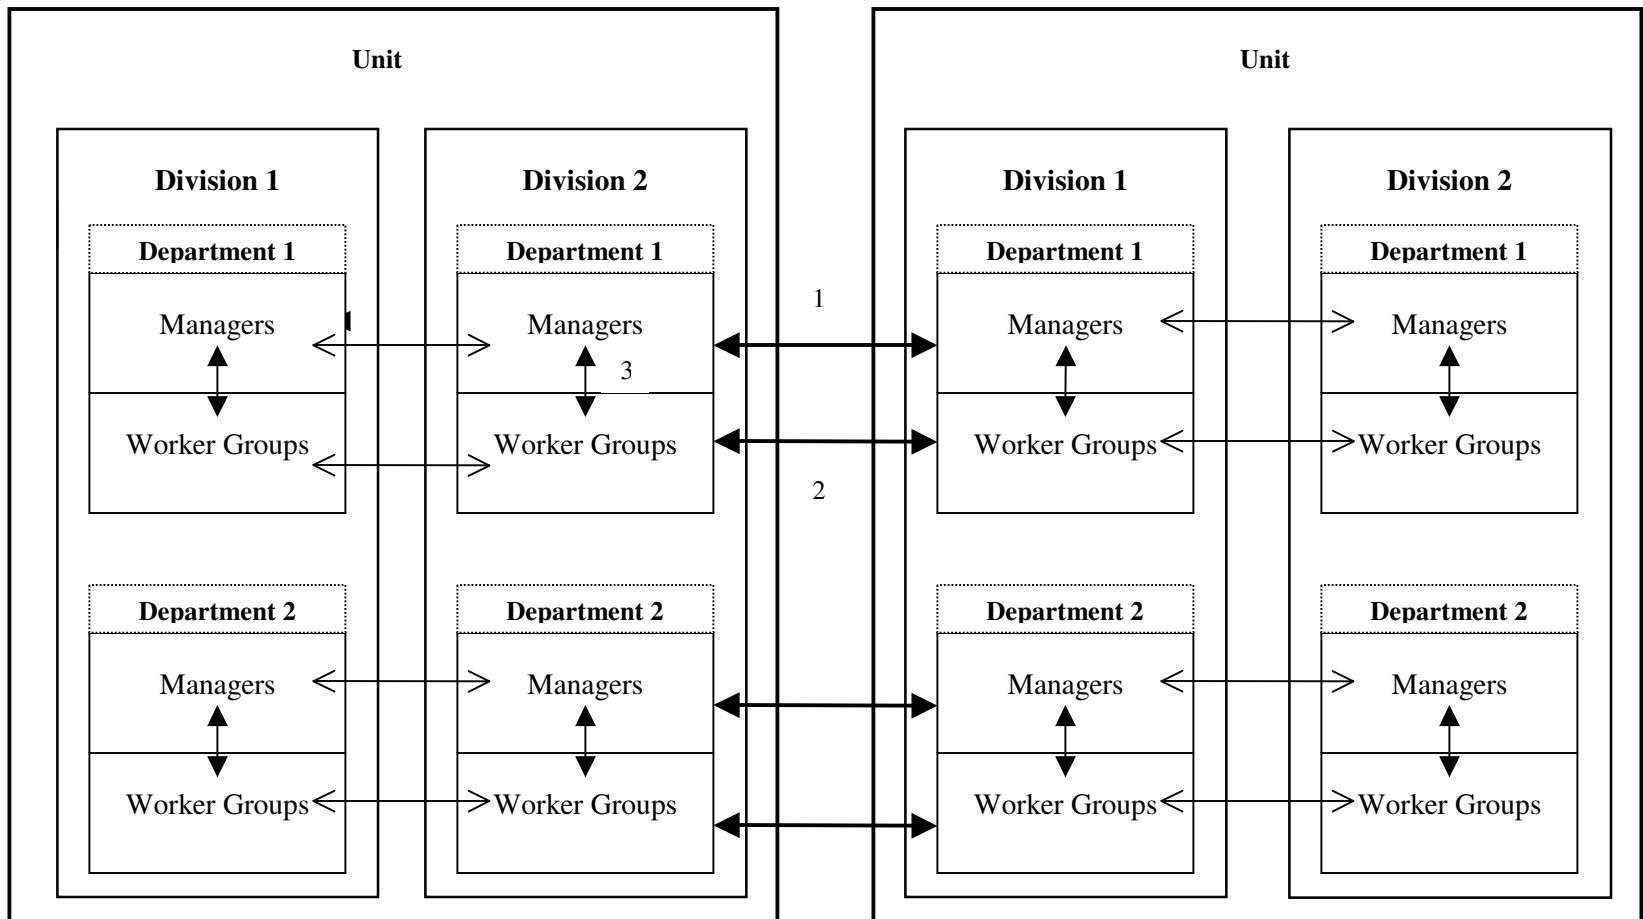 Unit
Unit
Division 1
Division 2
Division 1
Division 2
Department 1
Department 1
Department 1
Department 1
1
Managers
Managers
Managers
Managers
3
Worker Groups
Worker Groups
Worker Groups
Worker Groups
2
Department 2
Department 2
Department 2
Department 2
Managers
Managers
Managers
Managers
Worker Groups
Worker Groups
Worker Groups
Worker Groups